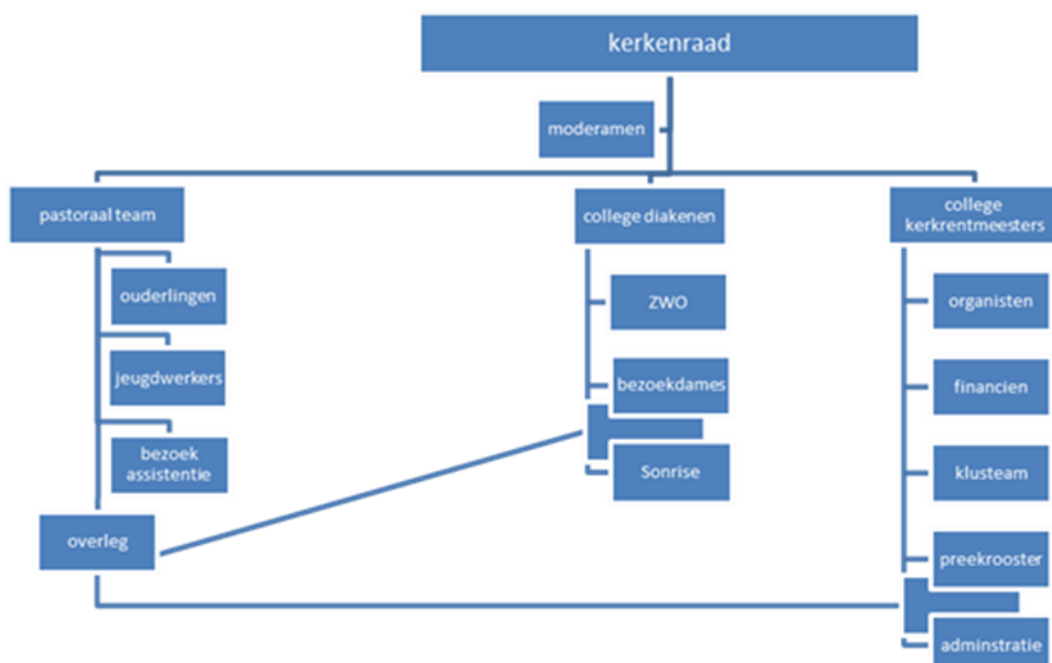 kerkenraad
moderamen
pastoraal team
college diakenen
college
kerkrentmeesters
ouderlingen
jeugdwerkers
bezoek
assistentie
overleg
ZWO
bezoekdames
Sonrise
organisten
financien
klusteam
preekrooster
adminstratie